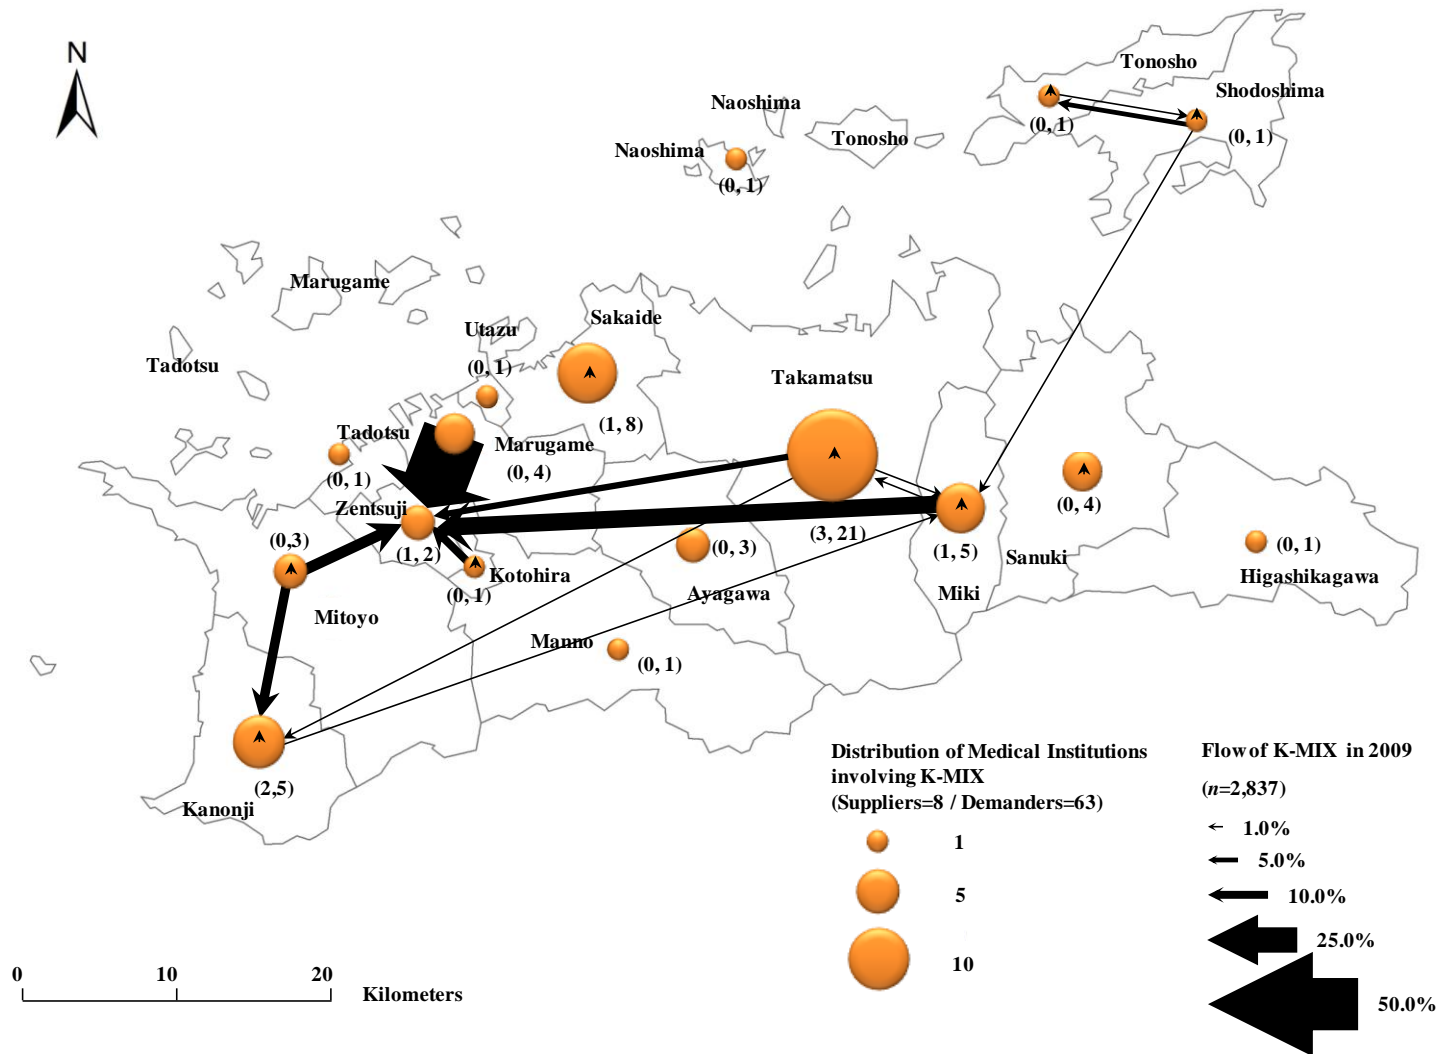 N
Tonosho
Shodoshima
Naoshima
(0, 1)
(0, 1)
Tonosho
Naoshima
(0, 1)
Marugame
Sakaide
Utazu
Tadotsu
(0, 1)
Takamatsu
(1, 8)
Tadotsu
Marugame
(0, 4)
(0, 1)
Zentsuji
(0, 4)
(3, 21)
(0,3)
(1, 2)
(0, 3)
(1, 5)
Sanuki
(0, 1)
Kotohira
Higashikagawa
(0, 1)
Ayagawa
Miki
Mitoyo
Manno
(0, 1)
(2,5)
Kanonji
Distribution of Medical Institutions
involving K-MIX
(Suppliers=8 / Demanders=63)
1
5
10
Flow of K-MIX in 2009
(n=2,837)
1.0%
5.0%
10.0%
25.0%
50.0%
0 10 20
Kilometers